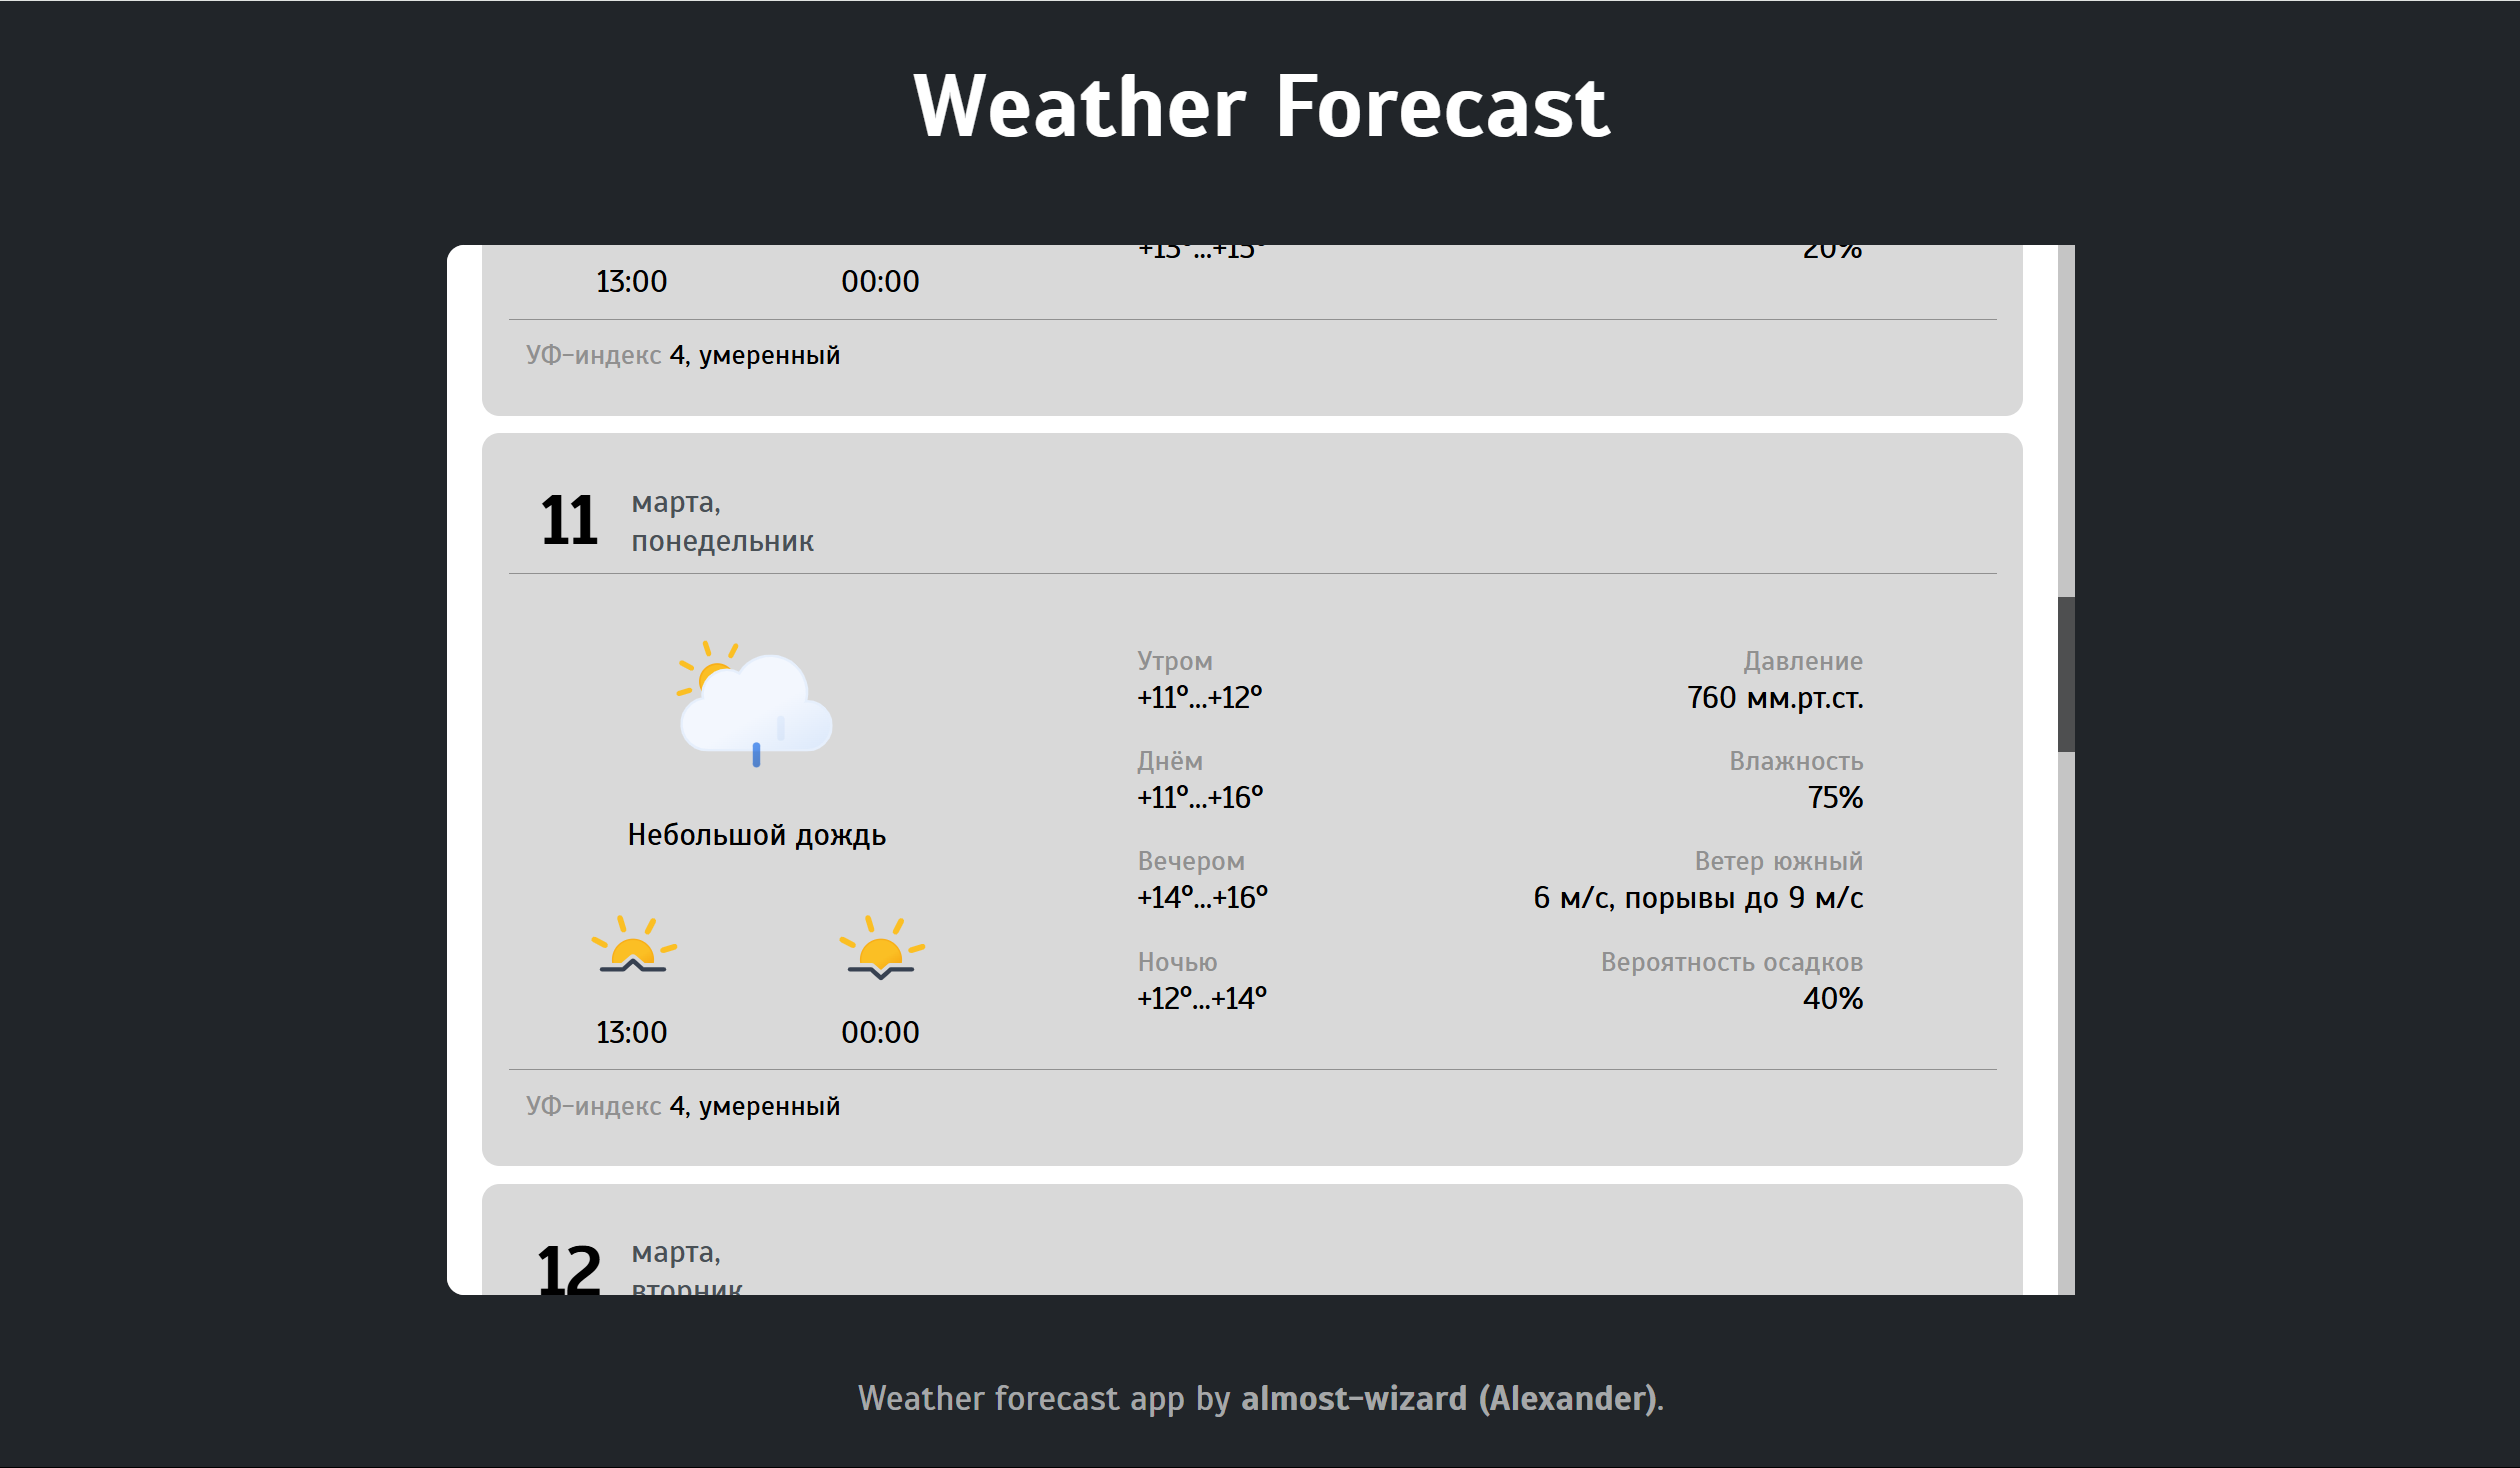 Weather Forecast
20%
13:00 00:00
УФ-индекс 4, умеренный
11
марта,
понедельник
Небольшой дождь
13:00 00:00
Утром
+11°...+12°
Днём
+11°...+16°
Вечером
+14°...+16°
Ночью
+12°...+14°
Давление
760 мм.рт.ст.
Влажность
75%
Ветер южный
6 м/с, порывы до 9 м/с
Вероятность осадков
40%
УФ-индекс 4, умеренный
12
марта,
вторник
Weather forecast app by almost-wizard (Alexander).